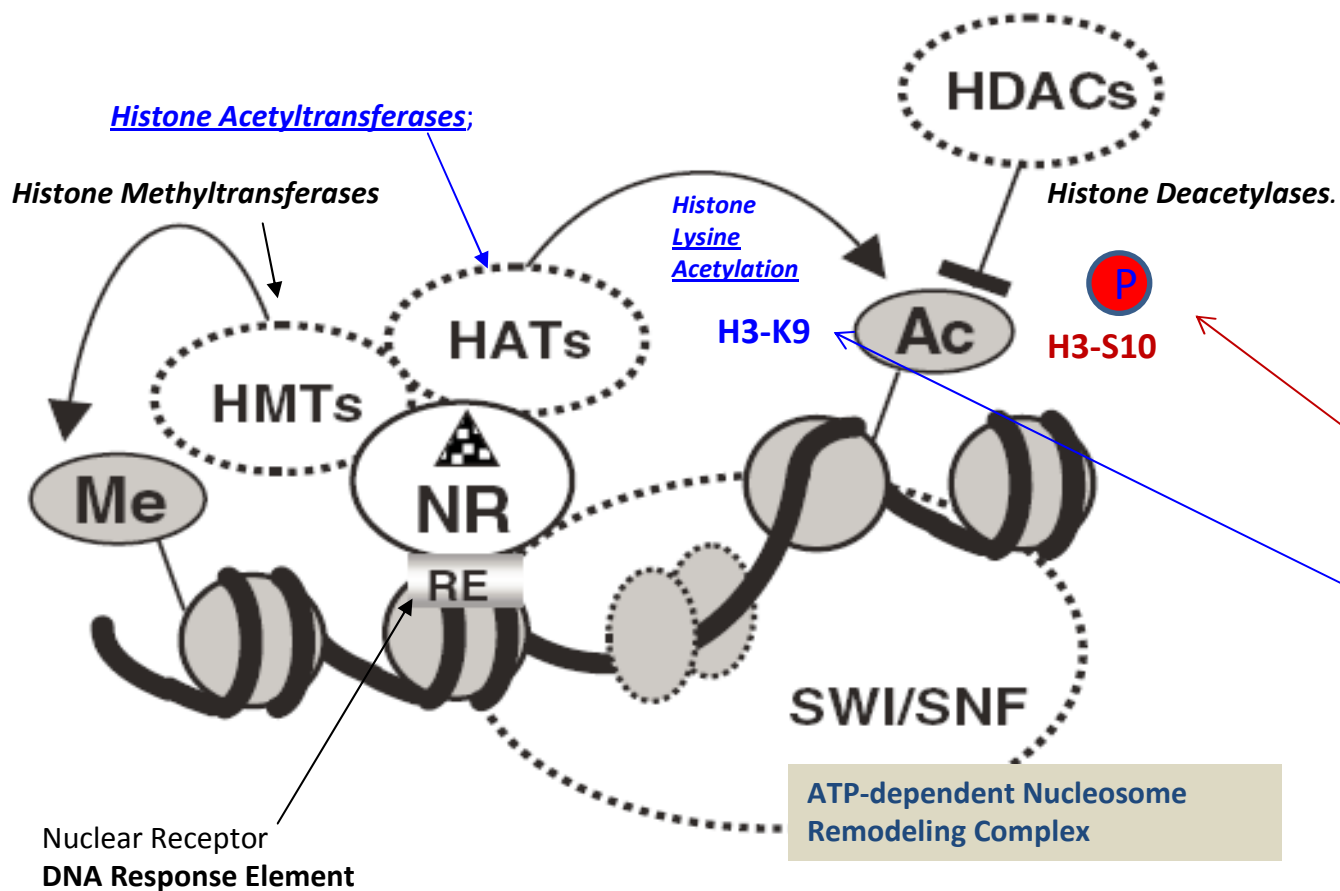 HDACs
Histone Acetyltransferases;
Histone Methyltransferases
Histone Deacetylases.
Histone
Lysine
Acetylation
P
HATs
H3-K9
Ac
H3-S10
HMTs
Me
NR
RE
SWI/SNF
ATP-dependent Nucleosome
Remodeling Complex
Nuclear Receptor
DNA Response Element